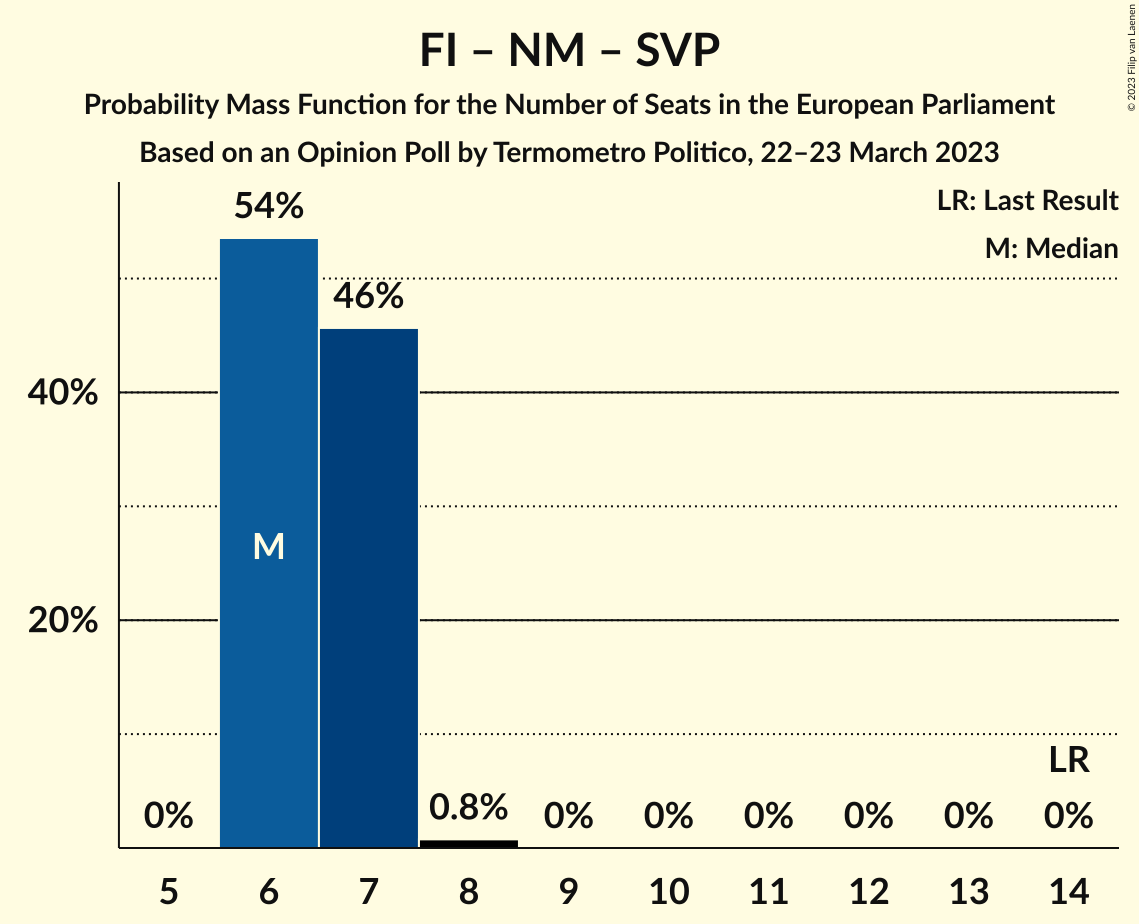 FI – NM – SVP
Probability Mass Function for the Number of Seats in the European Parliament
Based on an Opinion Poll by Termometro Politico, 22–23 March 2023
© 2023 Filip van Laenen
LR: Last Result
M: Median
54%
46%
40%
M
20%
LR
0%
0.8%
0%
0%
0%
0%
0%
0%
5
6
7
8
9
10
11
12
13
14